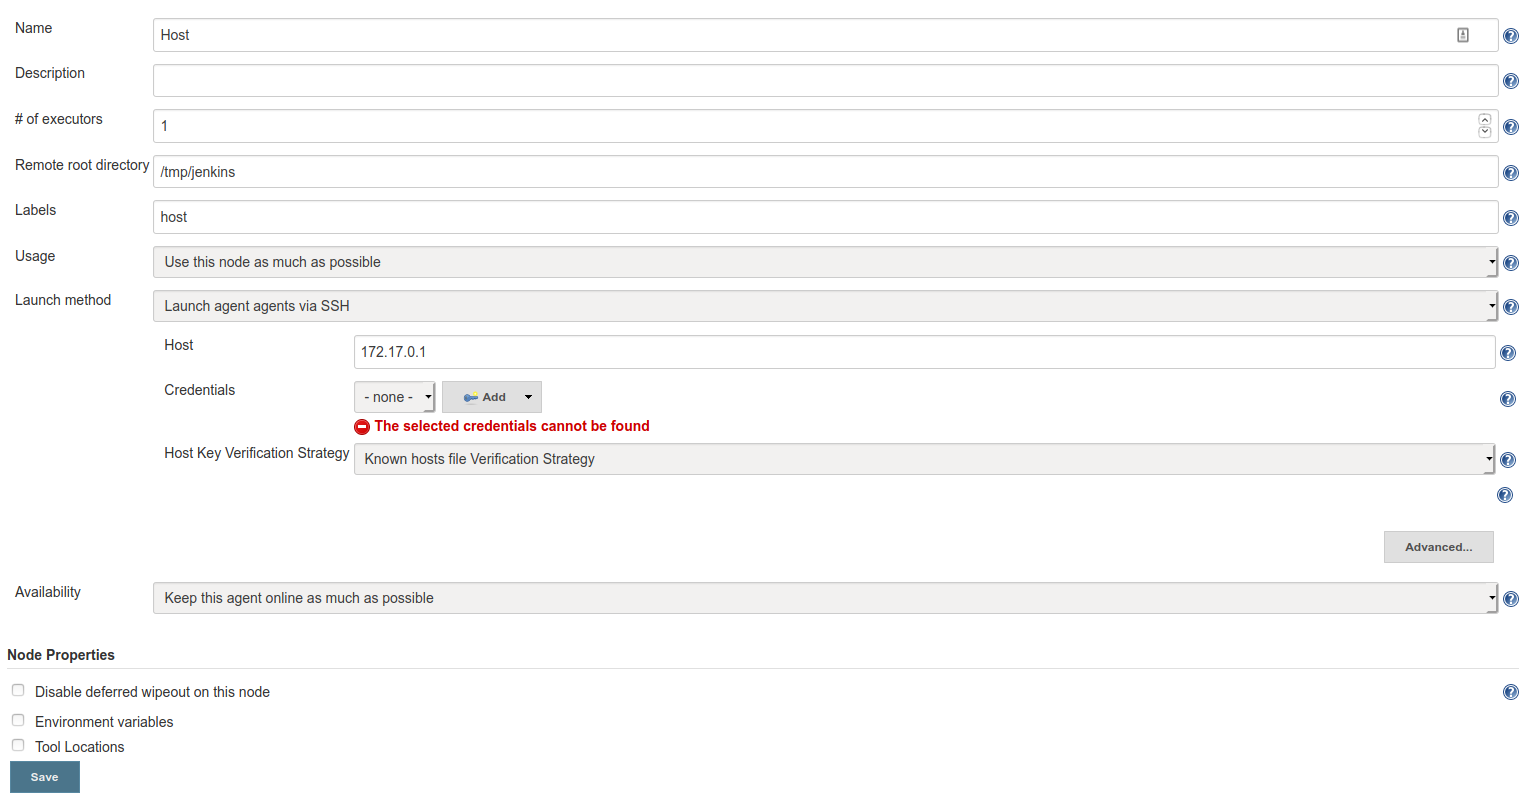 Name
Host
Description
# of executors
1
Remote root directory
/tmp/jenkins
Labels
host
Usage
Use this node as much as possible
Launch method
Launch agent agents via SSH
Host
172.17.0.1
Credentials
- none -
Add
The selected credentials cannot be found
Host Key Verification Strategy
Known hosts file Verification Strategy
Advanced...
Availability
Keep this agent online as much as possible
Node Properties
Disable deferred wipeout on this node
Environment variables
Tool Locations
Save